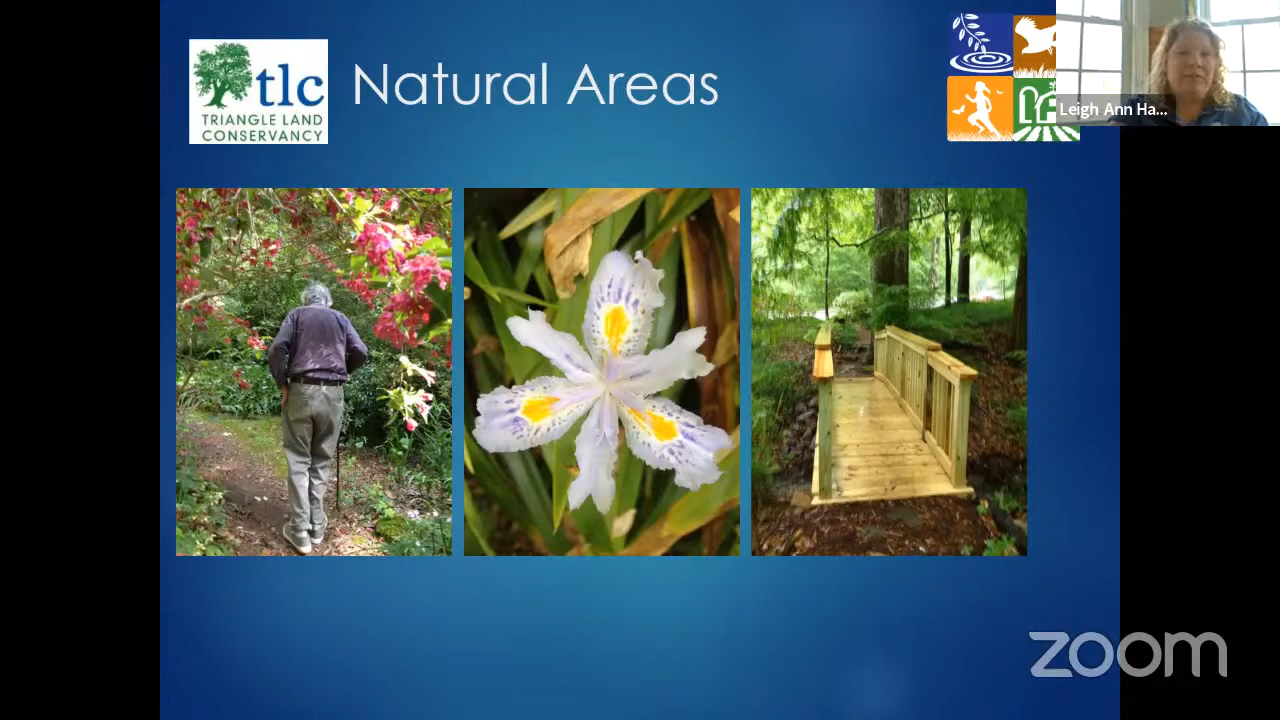 tlc
TRIANGLE LAND
CONSERVANCY
Natural Areas
Leigh Ann Ha...
zoom